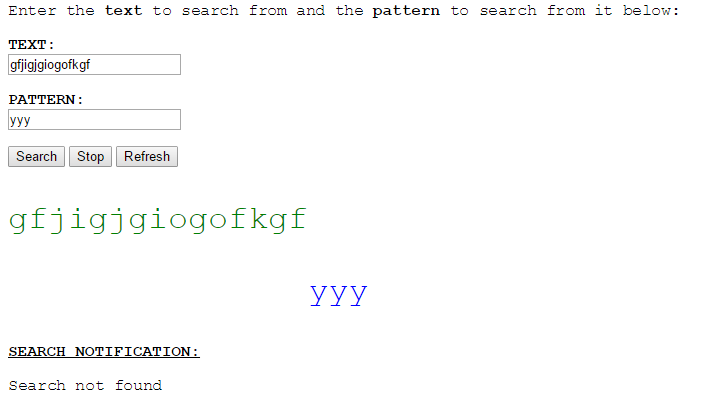 Enter the text to search from and the pattern to search from it below:
TEXT:
gfjigjgiogofkgf
PATTERN:
yyy
Search Stop Refresh
gfjigjgiogofkgf
yyy
SEARCH NOTIFICATION:
Search not found